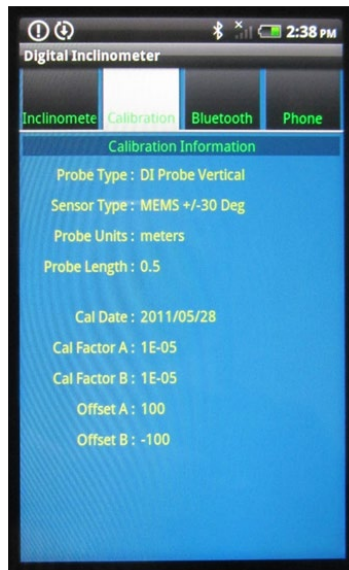 2:38 PM
Digital Inclinometer
Inclinomete Calibration Bluetooth Phone
Calibration Information
Probe Type : DI Probe Vertical
Sensor Type : MEMS +/-30 Deg
Probe Units : meters
Probe Length : 0.5
Cal Date : 2011/05/28
Cal Factor A : 1E-05
Cal Factor B : 1E-05
Offset A : 100
Offset B : -100